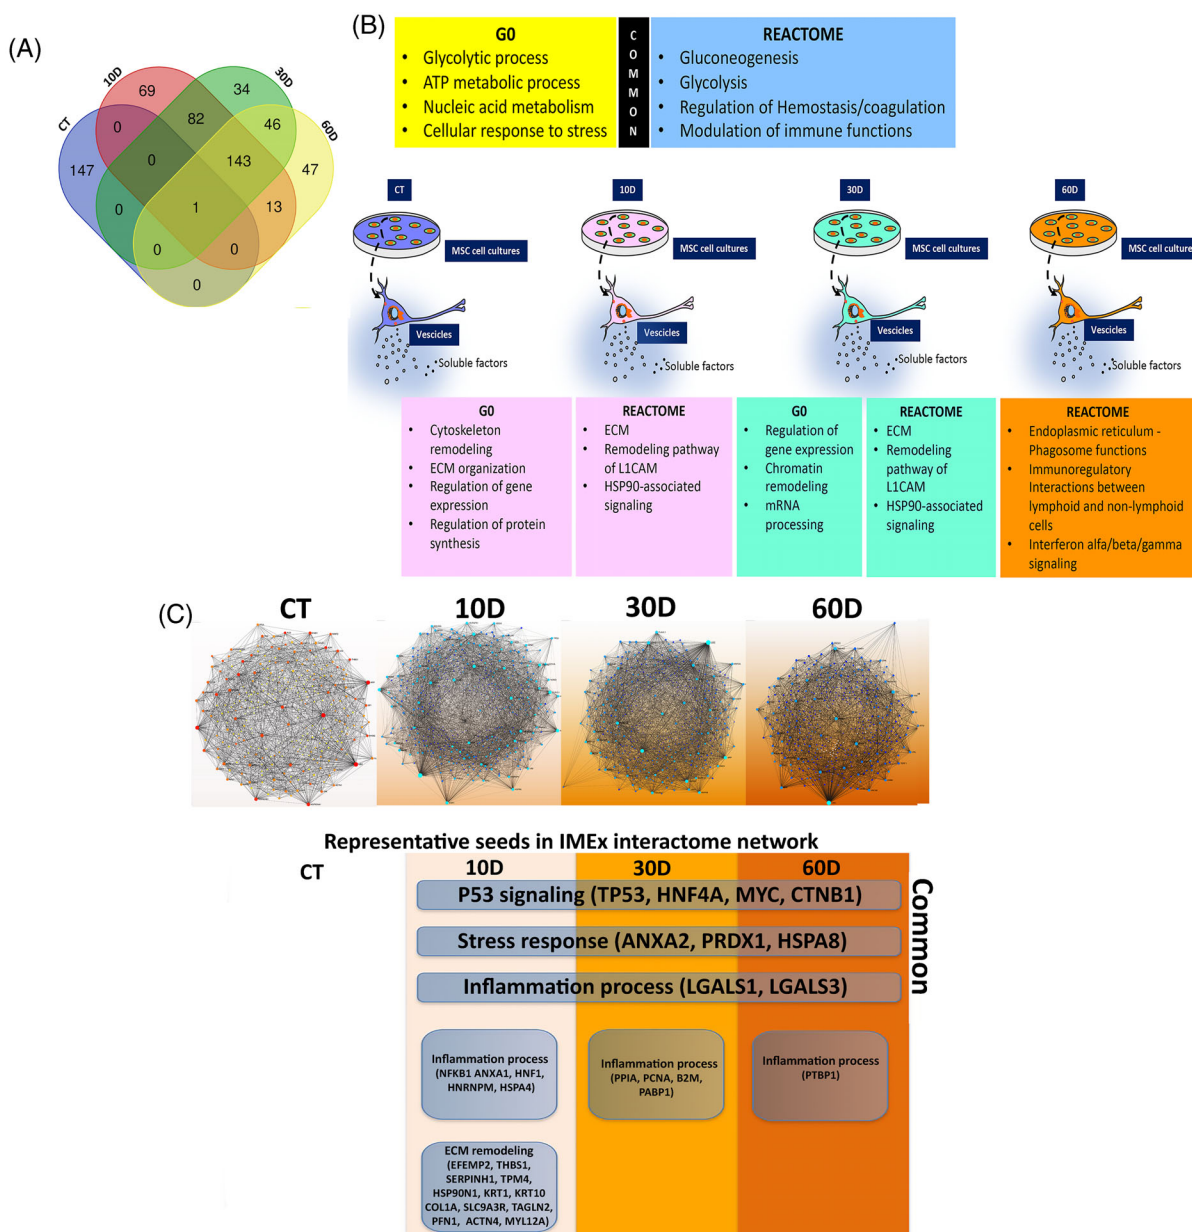 (A)
CT
10D
30D
60D
69
34
0
82
46
147
0
143
47
0
1
13
0
0
0
(B)
G0
• Glycolytic process
• ATP metabolic process
• Nucleic acid metabolism
• Cellular response to stress
COMMON
REACTOME
• Gluconeogenesis
• Glycolysis
• Regulation of Hemostasis/coagulation
• Modulation of immune functions
CT
MSC cell cultures
Vescicles
Soluble factors
10D
MSC cell cultures
Vescicles
Soluble factors
30D
MSC cell cultures
Vescicles
Soluble factors
60D
MSC cell cultures
Vescicles
Soluble factors
G0
• Cytoskeleton
remodeling
• ECM organization
• Regulation of gene
expression
• Regulation of protein
synthesis
REACTOME
• ECM
• Remodeling pathway
of L1CAM
• HSP90-associated
signaling
G0
• Regulation of
gene expression
• Chromatin
remodeling
• mRNA
processing
REACTOME
• ECM
• Remodeling
pathway of
L1CAM
• HSP90-associated
signaling
REACTOME
• Endoplasmic reticulum -
Phagosome functions
• Immunoregulatory
Interactions between
lymphoid and non-lymphoid
cells
• Interferon alfa/beta/gamma
signaling
(C)
CT
10D
30D
60D
Representative seeds in IMEx interactome network
CT
10D
30D
60D
Common
P53 signaling (TP53, HNF4A, MYC, CTNB1)
Stress response (ANXA2, PRDX1, HSPA8)
Inflammation process (LGALS1, LGALS3)
Inflammation process
(NFKB1 ANXA1, HNF1,
HNRNPM, HSPA4)
Inflammation process
(PPIA, PCNA, B2M,
PABP1)
Inflammation process
(PTBP1)
ECM remodeling
(EFEMP2, THBS1,
SERPINH1, TPM4,
HSP90N1, KRT1, KRT10
COL1A, SLC9A3R, TAGLN2,
PFN1, ACTN4, MYL12A)